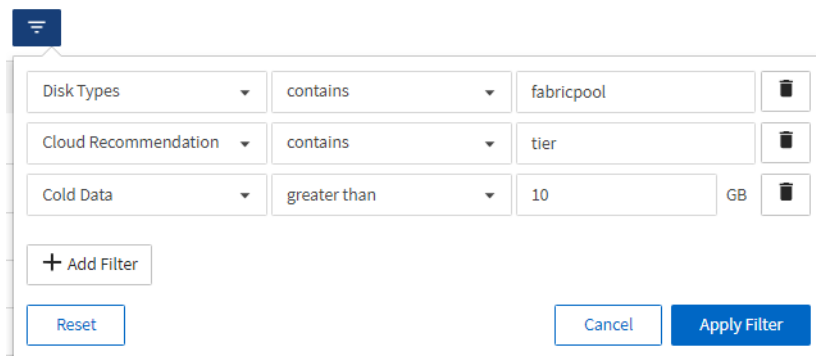 Disk Types contains fabricpool
Cloud Recommendation contains tier
Cold Data greater than 10 GB
+ Add Filter
Reset Cancel Apply Filter